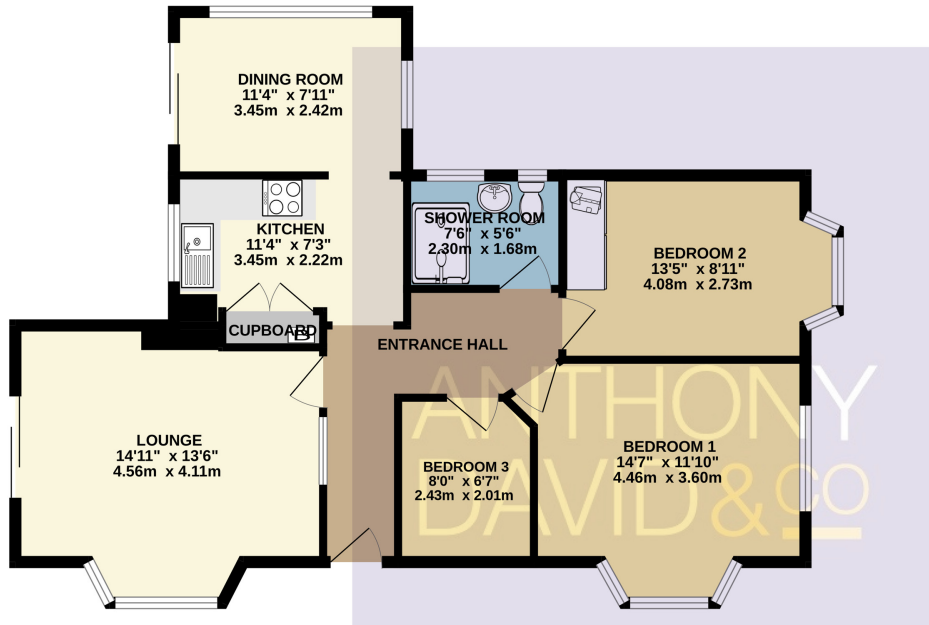 DINING ROOM
11'4" x 7'11"
3.45m x 2.42m
KITCHEN
11'4" x 7'3"
3.45m x 2.22m
SHOWER ROOM
7'6" x 5'6"
2.30m x 1.68m
BEDROOM 2
13'5" x 8'11"
4.08m x 2.73m
CUPBOARD
B
ENTRANCE HALL
LOUNGE
14'11" x 13'6"
4.56m x 4.11m
BEDROOM 3
8'0" x 6'7"
2.43m x 2.01m
BEDROOM 1
14'7" x 11'10"
4.46m x 3.60m
ANTHONY
DAVID & CO